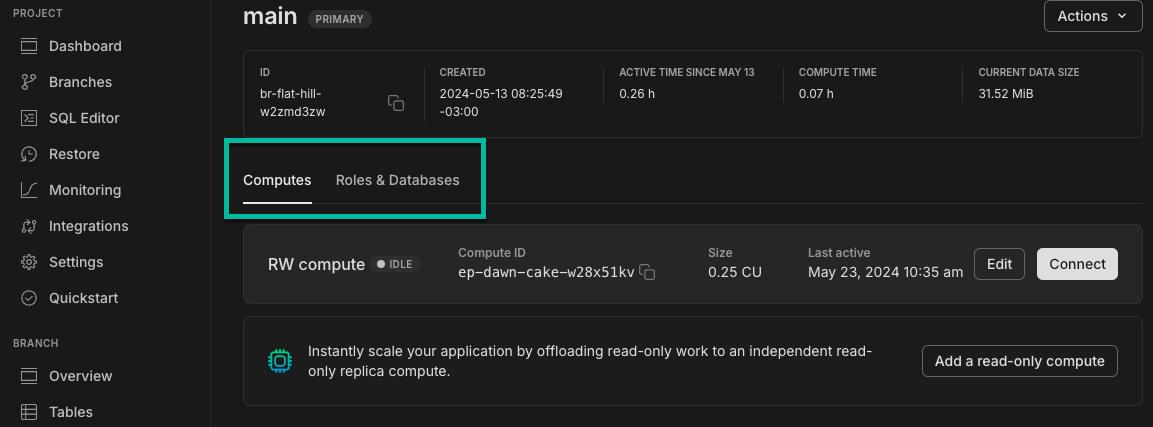 PROJECT
Dashboard
Branches
SQL Editor
Restore
Monitoring
Integrations
Settings
Quickstart
BRANCH
Overview
Tables
main PRIMARY
Actions
ID
br-flat-hill-
w2zmd3zw
CREATED
2024-05-13 08:25:49
-03:00
ACTIVE TIME SINCE MAY 13
0.26 h
COMPUTE TIME
0.07 h
CURRENT DATA SIZE
31.52 MiB
Computes Roles & Databases
RW compute IDLE
Compute ID
ep-dawn-cake-w28x51kv
Size
0.25 CU
Last active
May 23, 2024 10:35 am
Edit
Connect
Instantly scale your application by offloading read-only work to an independent read-
only replica compute.
Add a read-only compute